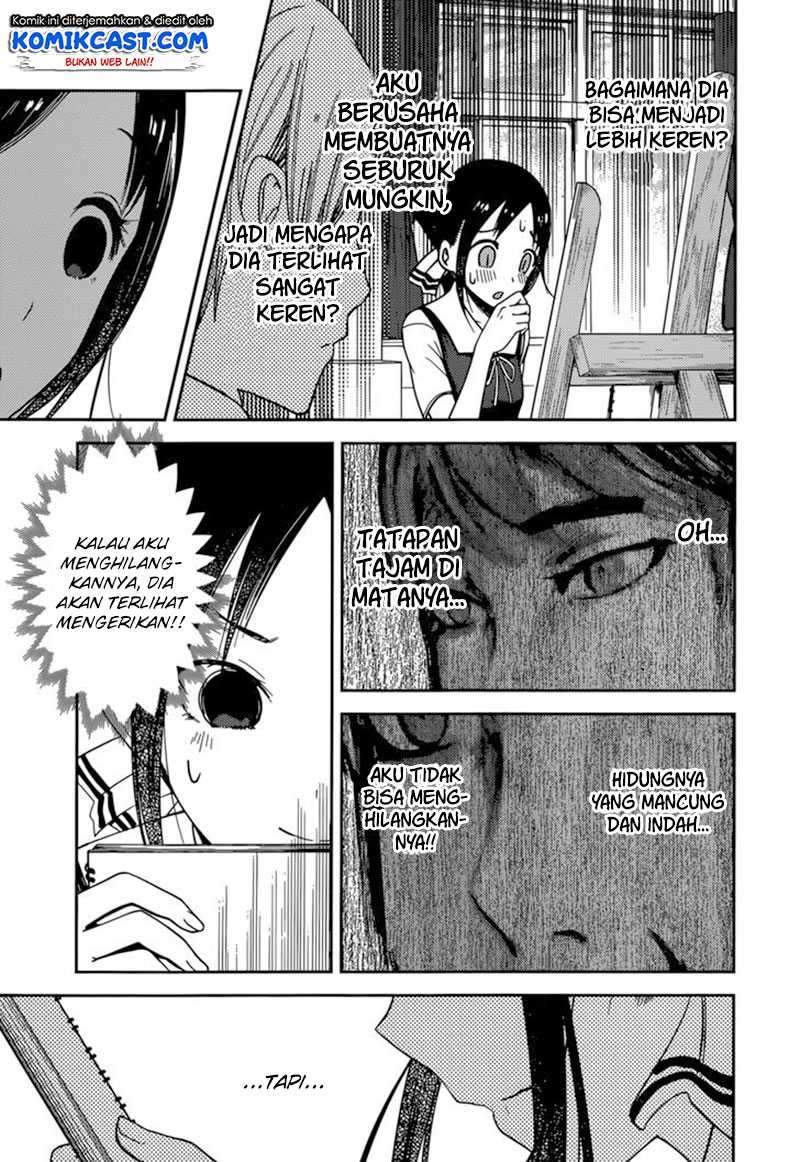 Komik ini diterjemahkan & diedit oleh
KOMIKCAST.COM
BUKAN WEB LAIN!!
BAGAIMANA DIA
BISA MENJADI
LEBIH KEREN?
AKU
BERUSAHA
MEMBUATNYA
SEBURUK
MUNGKIN,
JADI MENGAPA
DIA TERLIHAT
SANGAT
KEREN?
OH...
TATAPAN
TAJAM DI
MATANYA...
KALAU AKU
MENGHILANG-
KANNYA, DIA
AKAN TERLIHAT
MENGERIKAN!!
HIDUNGNYA
YANG MANCUNG
DAN INDAH...
AKU TIDAK
BISA MENG-
HILANGKAN-
NYA!!
...TAPI...